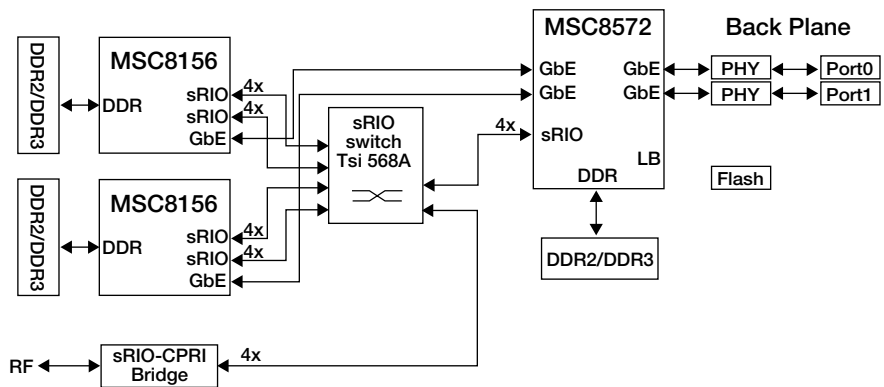 DDR2/DDR3
MSC8156
DDR
sRIO
4x
sRIO
4x
GbE
DDR2/DDR3
MSC8156
DDR
sRIO
4x
sRIO
4x
GbE
RF
sRIO-CPRI
Bridge
4x
sRIO
switch
Tsi 568A
4x
MSC8572
GbE
GbE
GbE
GbE
sRIO
LB
DDR
DDR2/DDR3
Back Plane
PHY
Port0
PHY
Port1
Flash